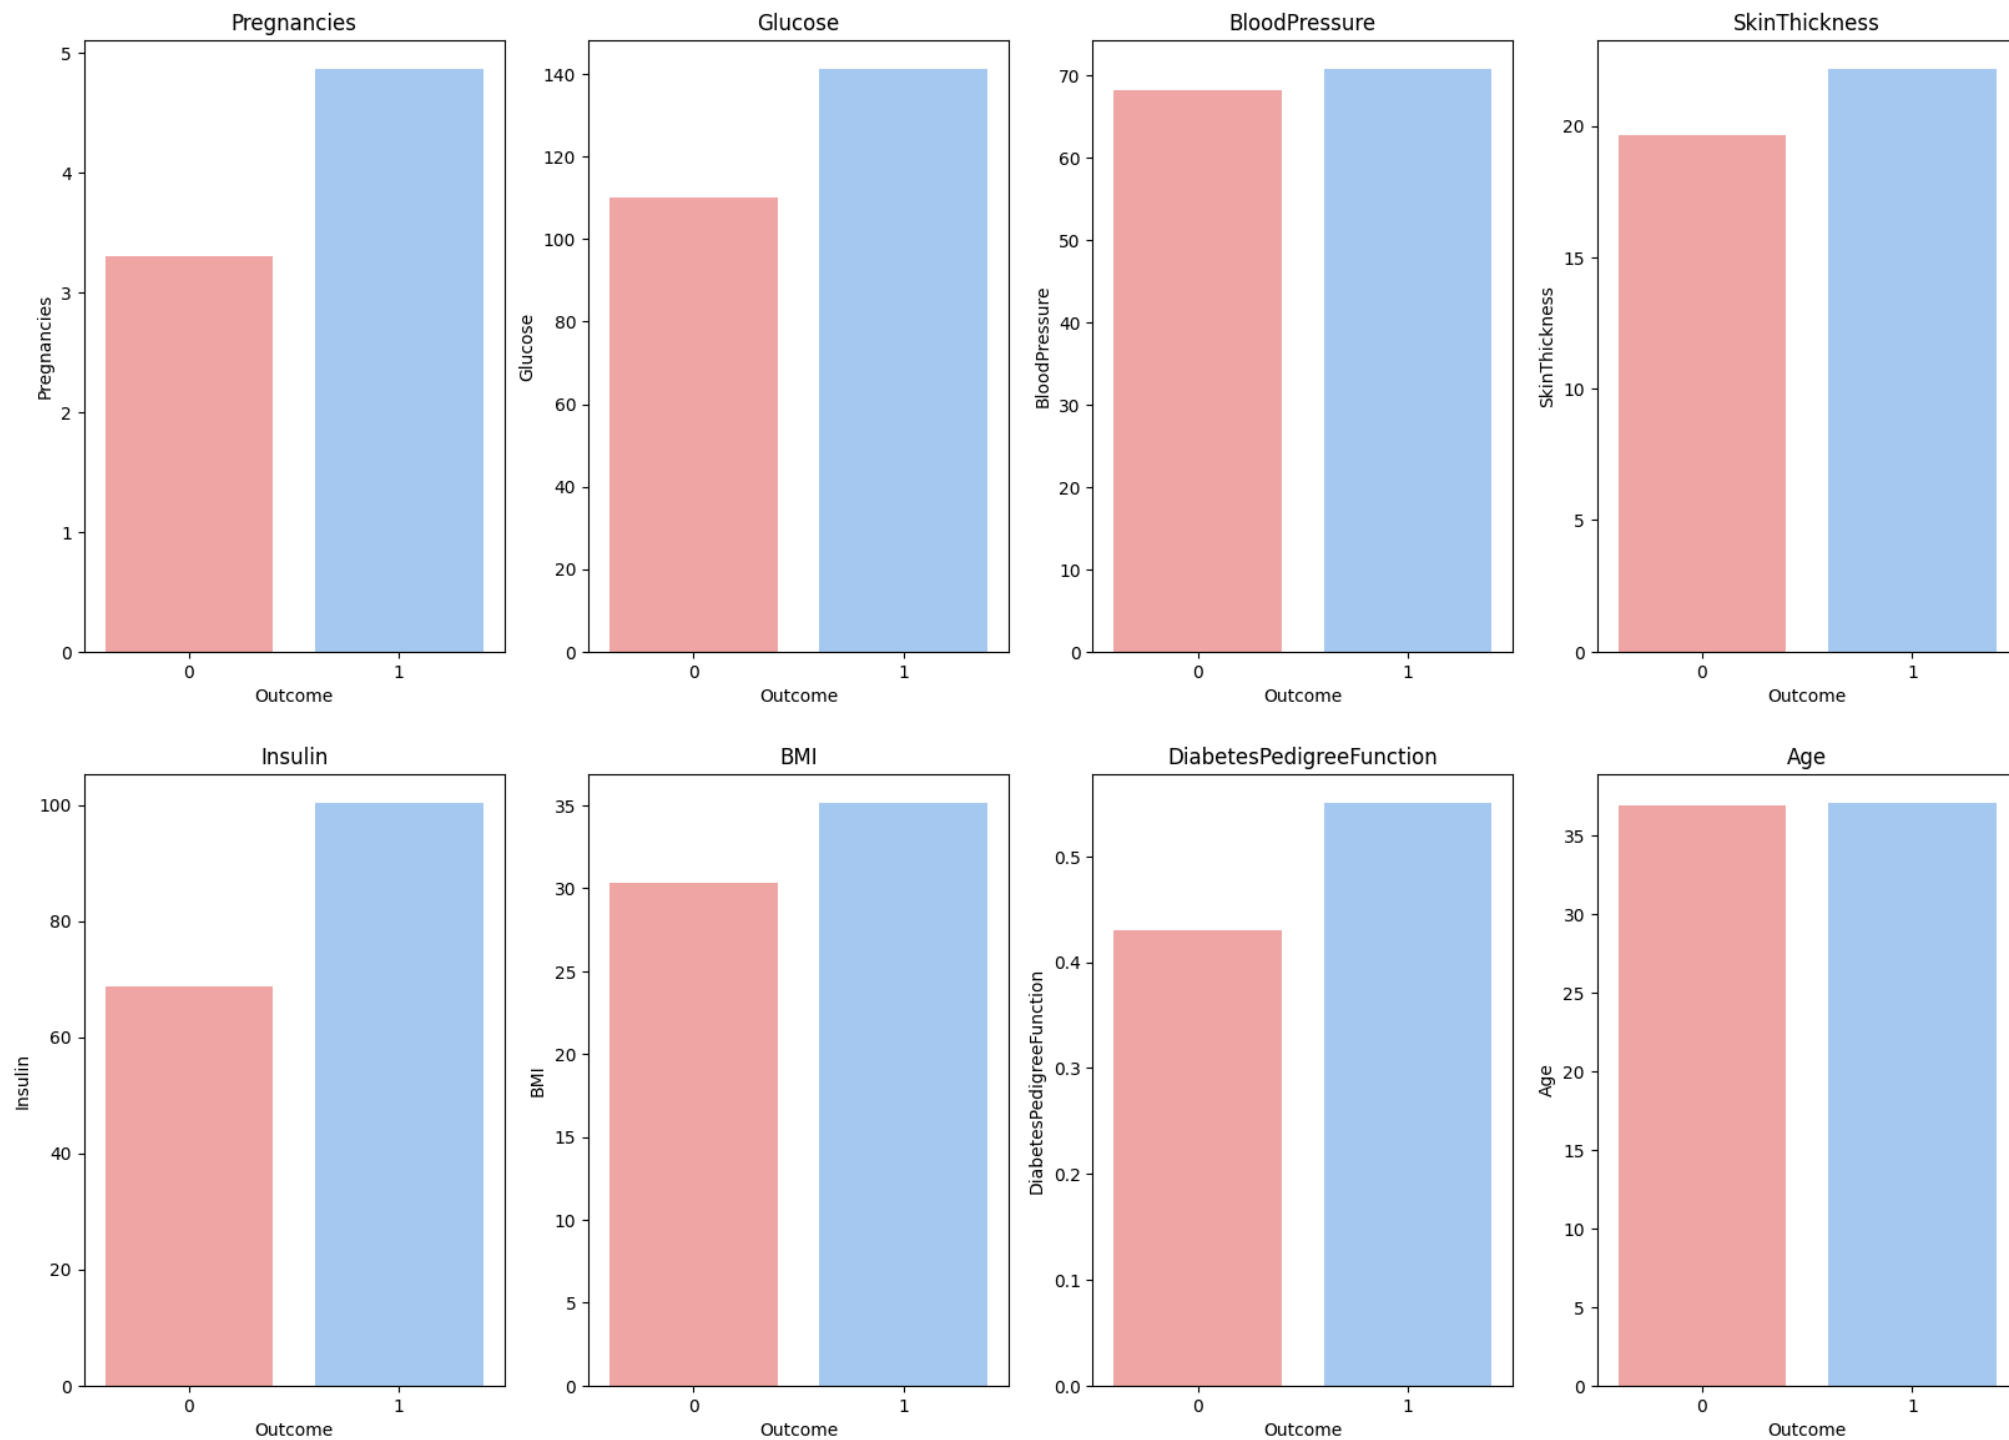 Pregnancies
5
4
3
2
1
0
Pregnancies
0 1
Outcome
Glucose
140
120
100
80
60
40
20
0
Glucose
0 1
Outcome
BloodPressure
70
60
50
40
30
20
10
0
BloodPressure
0 1
Outcome
SkinThickness
20
15
10
5
0
SkinThickness
0 1
Outcome
Insulin
100
80
60
40
20
0
Insulin
0 1
Outcome
BMI
35
30
25
20
15
10
5
0
BMI
0 1
Outcome
DiabetesPedigreeFunction
0.5
0.4
0.3
0.2
0.1
0.0
DiabetesPedigreeFunction
0 1
Outcome
Age
35
30
25
20
15
10
5
0
Age
0 1
Outcome